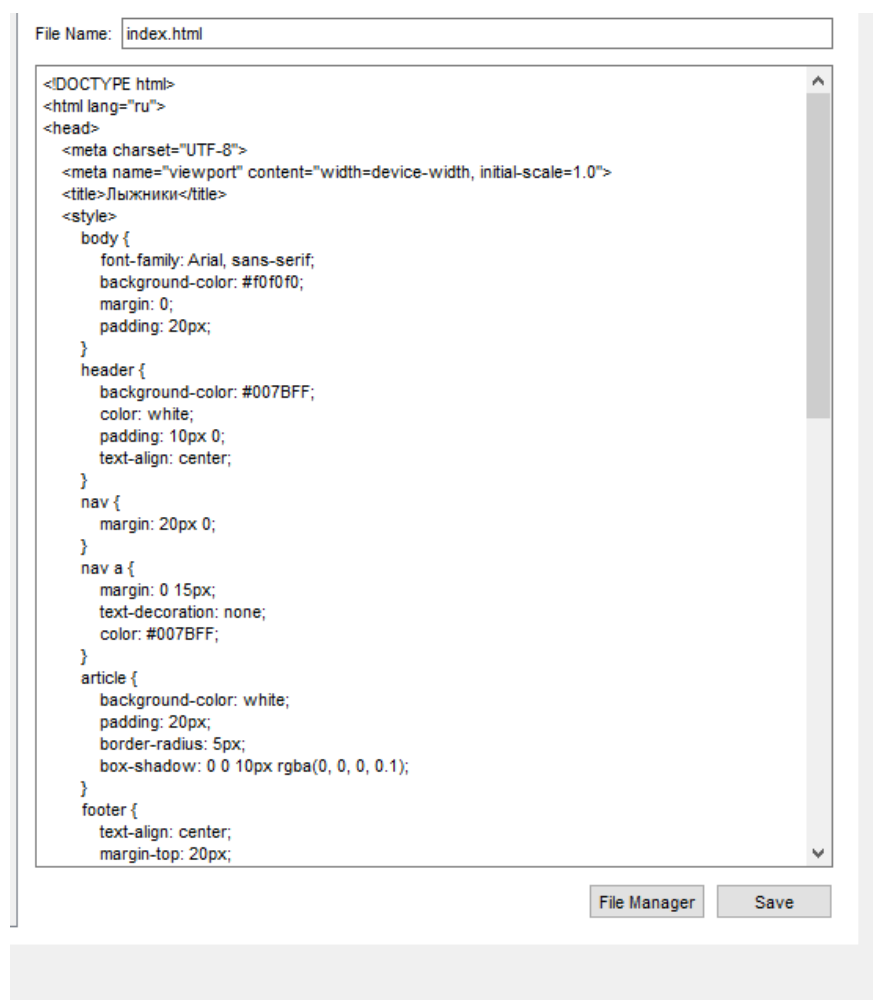 File Name: index.html
<!DOCTYPE html>
<html lang="ru">
<head>
<meta charset="UTF-8">
<meta name="viewport" content="width=device-width, initial-scale=1.0">
<title>Лыжники</title>
<style>
body {
font-family: Arial, sans-serif;
background-color: #f0f0f0;
margin: 0;
padding: 20px;
}
header {
background-color: #007BFF;
color: white;
padding: 10px 0;
text-align: center;
}
nav {
margin: 20px 0;
}
nav a {
margin: 0 15px;
text-decoration: none;
color: #007BFF;
}
article {
background-color: white;
padding: 20px;
border-radius: 5px;
box-shadow: 0 0 10px rgba(0, 0, 0, 0.1);
}
footer {
text-align: center;
margin-top: 20px;
File Manager Save